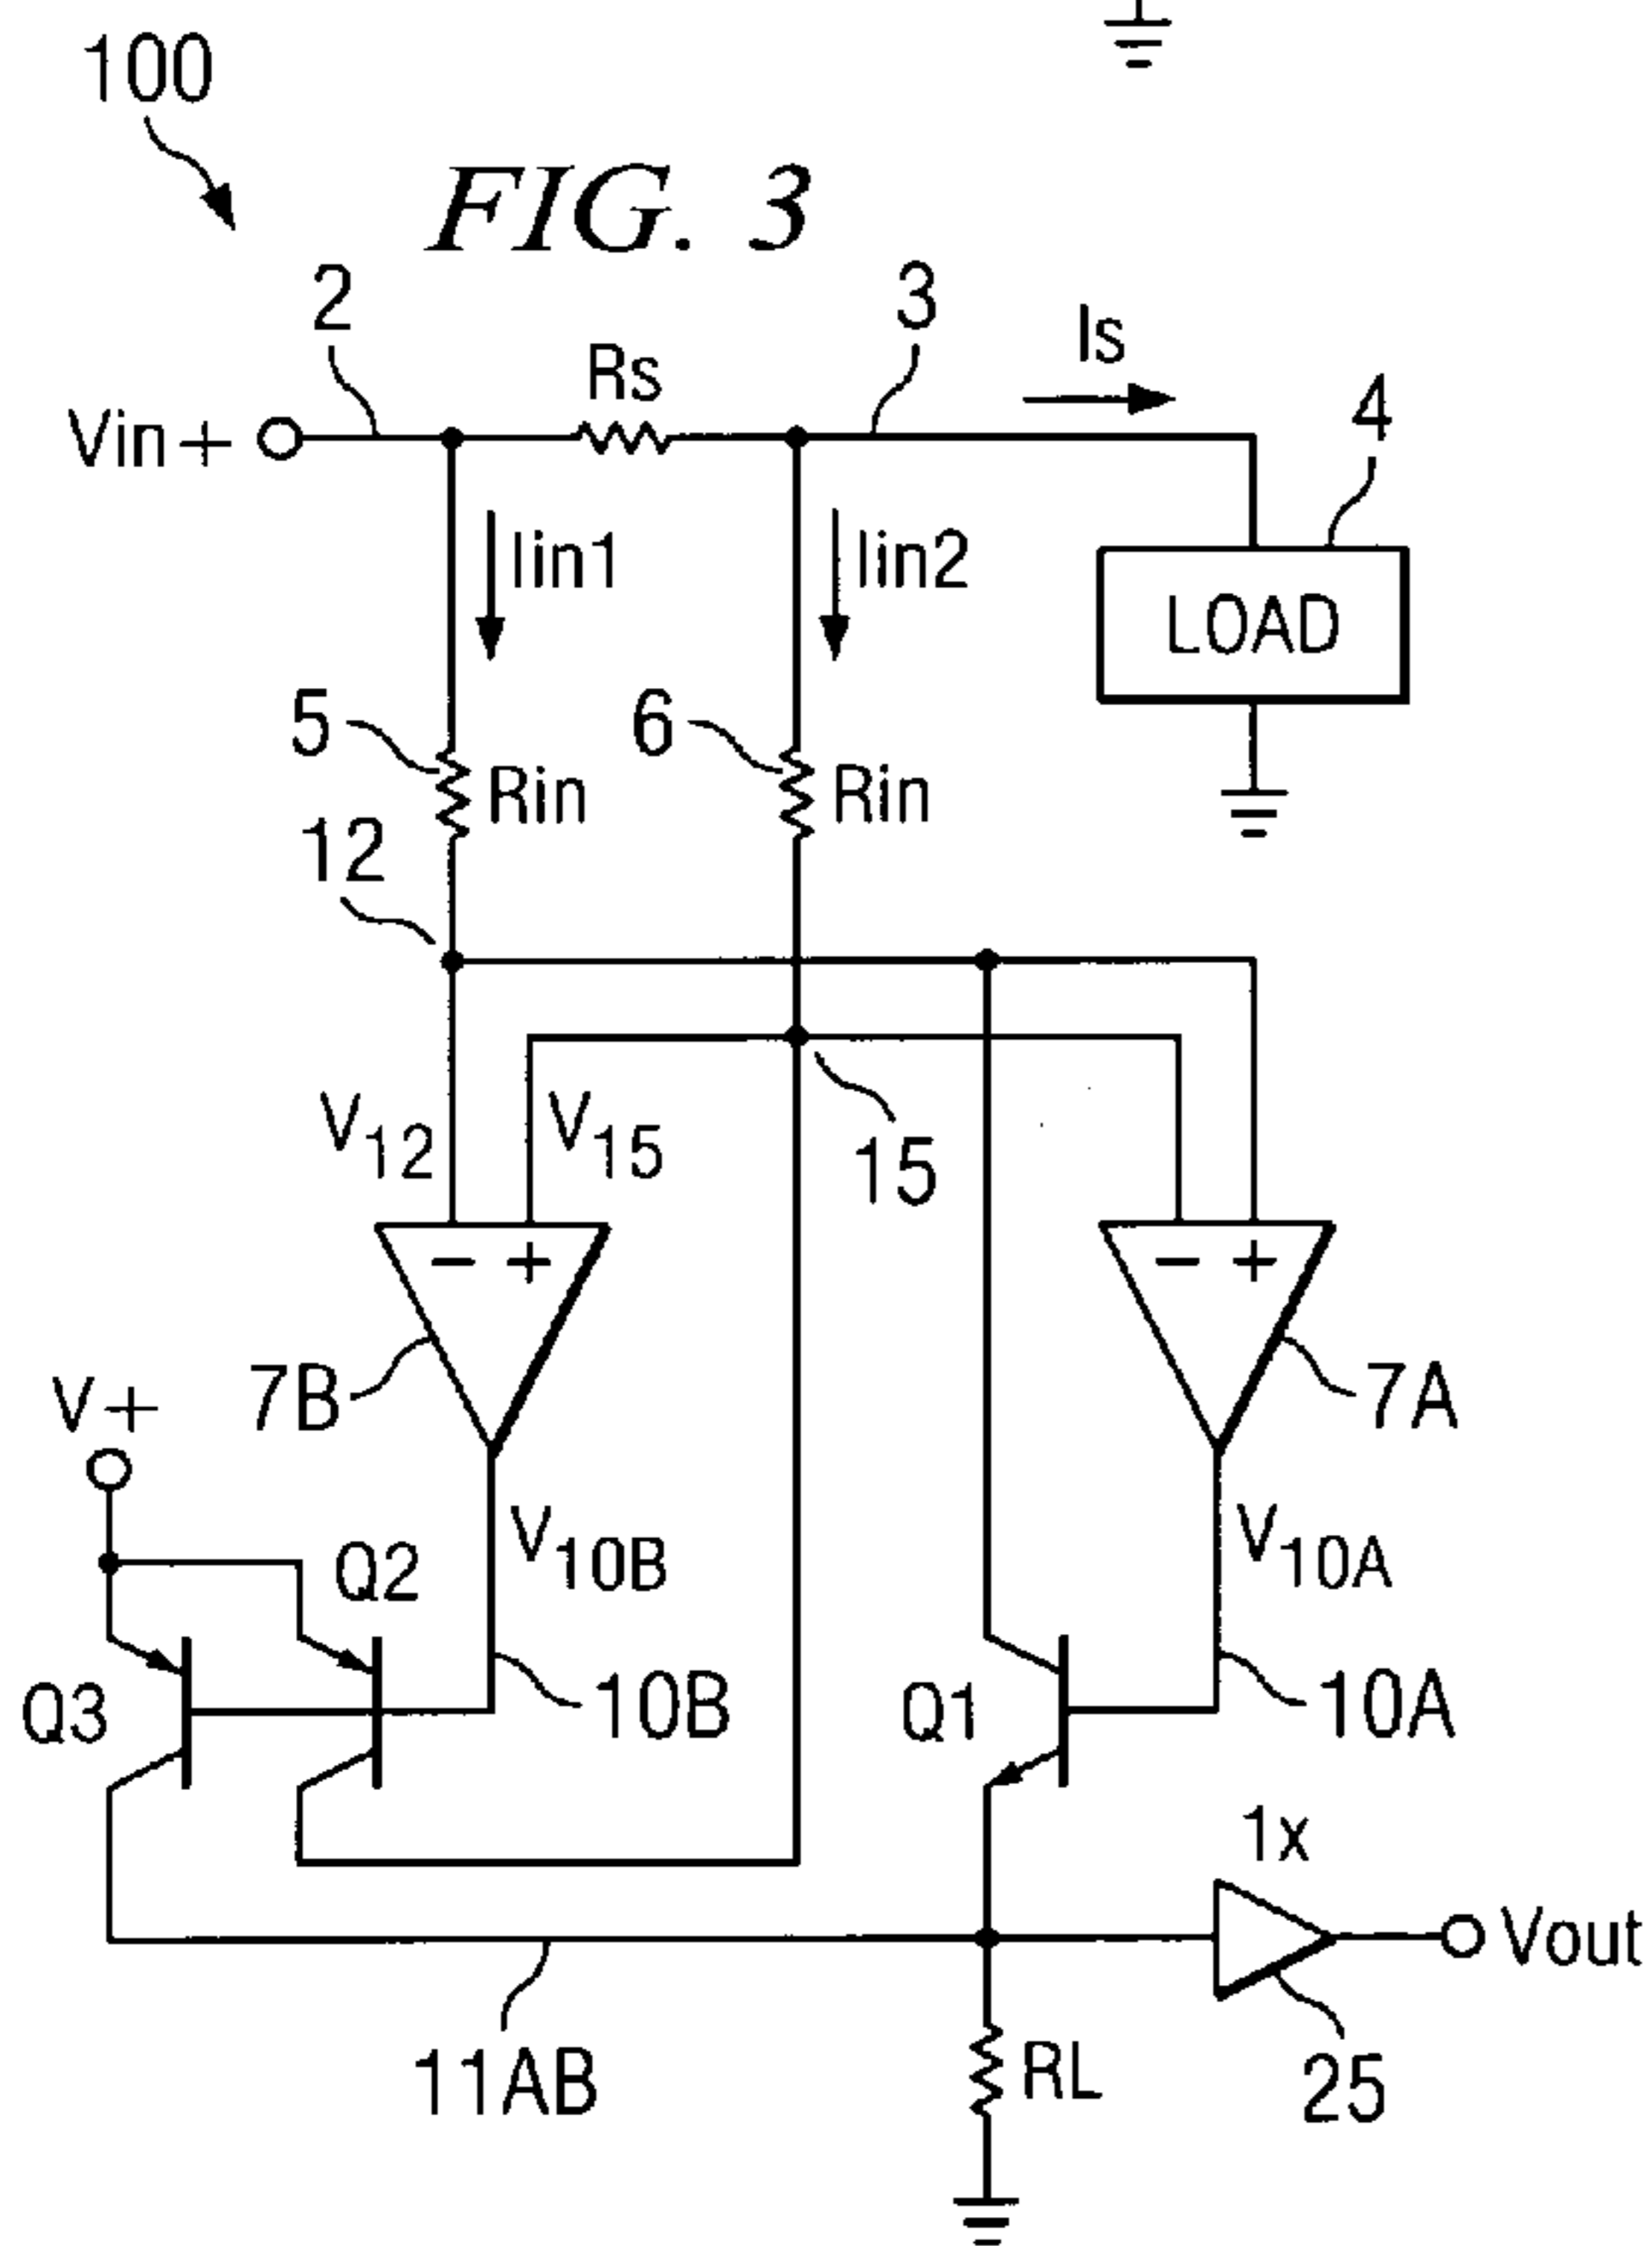 100
FIG. 3
2
3
Rs
Is
4
Vin+
Iin1
Iin2
LOAD
5
6
Rin
Rin
12
V12
V15
15
− +
− +
7B
7A
V+
V10B
V10A
Q2
Q3
10B
Q1
10A
1x
Vout
11AB
RL
25